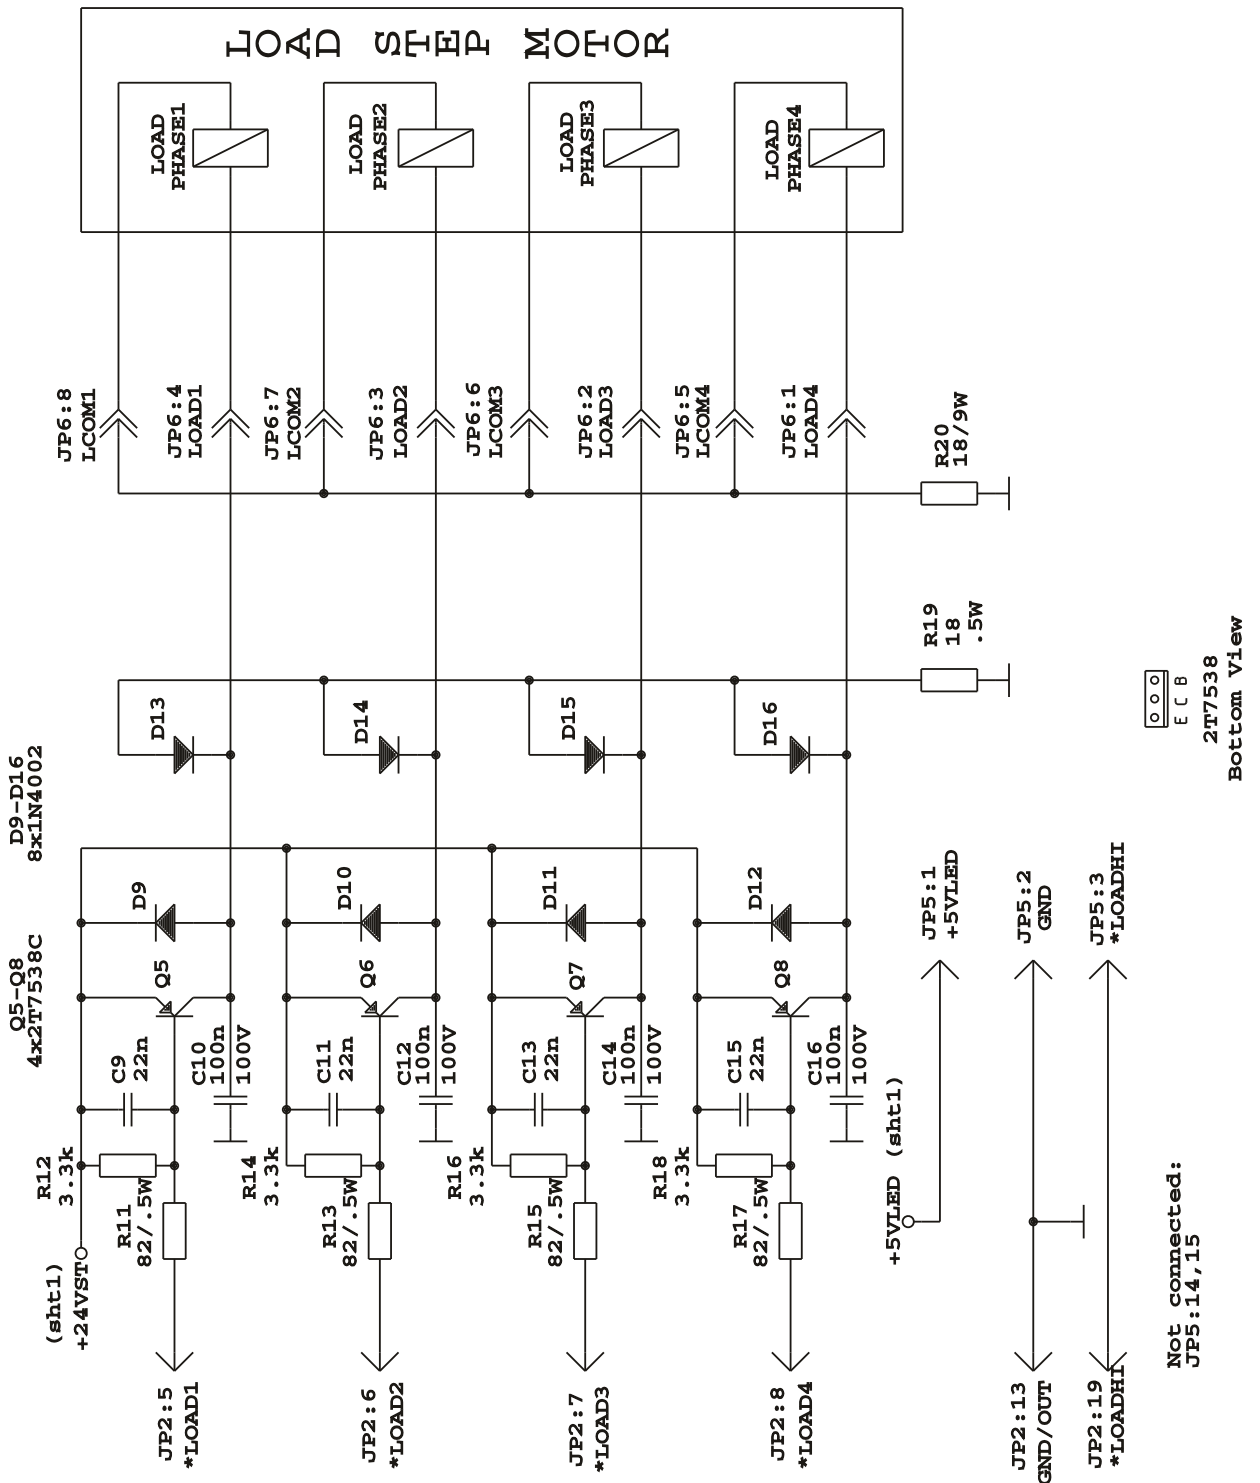 LOAD STEP MOTOR
LOAD
PHASE1
LOAD
PHASE2
LOAD
PHASE3
LOAD
PHASE4
JP6:8
LCOM1
JP6:4
LOAD1
JP6:7
LCOM2
JP6:3
LOAD2
JP6:6
LCOM3
JP6:2
LOAD3
JP6:5
LCOM4
JP6:1
LOAD4
R20
18/9W
R19
18
.5W
D13
D14
D15
D16
E C B
2T7538
Bottom View
D9-D16
8x1N4002
D9
D10
D11
D12
Q5-Q8
4x2T7538C
Q5
Q6
Q7
Q8
C9
22n
C10
100n
100V
C11
22n
C12
100n
100V
C13
22n
C14
100n
100V
C15
22n
C16
100n
100V
R12
3.3k
R14
3.3k
R16
3.3k
R18
3.3k
R11
82/.5W
R13
82/.5W
R15
82/.5W
R17
82/.5W
(sht1)
+24VST
+5VLED (sht1)
JP5:1
+5VLED
JP5:2
GND
JP5:3
*LOADHI
JP2:5
*LOAD1
JP2:6
*LOAD2
JP2:7
*LOAD3
JP2:8
*LOAD4
JP2:13
GND/OUT
JP2:19
*LOADHI
Not connected:
JP5:14,15